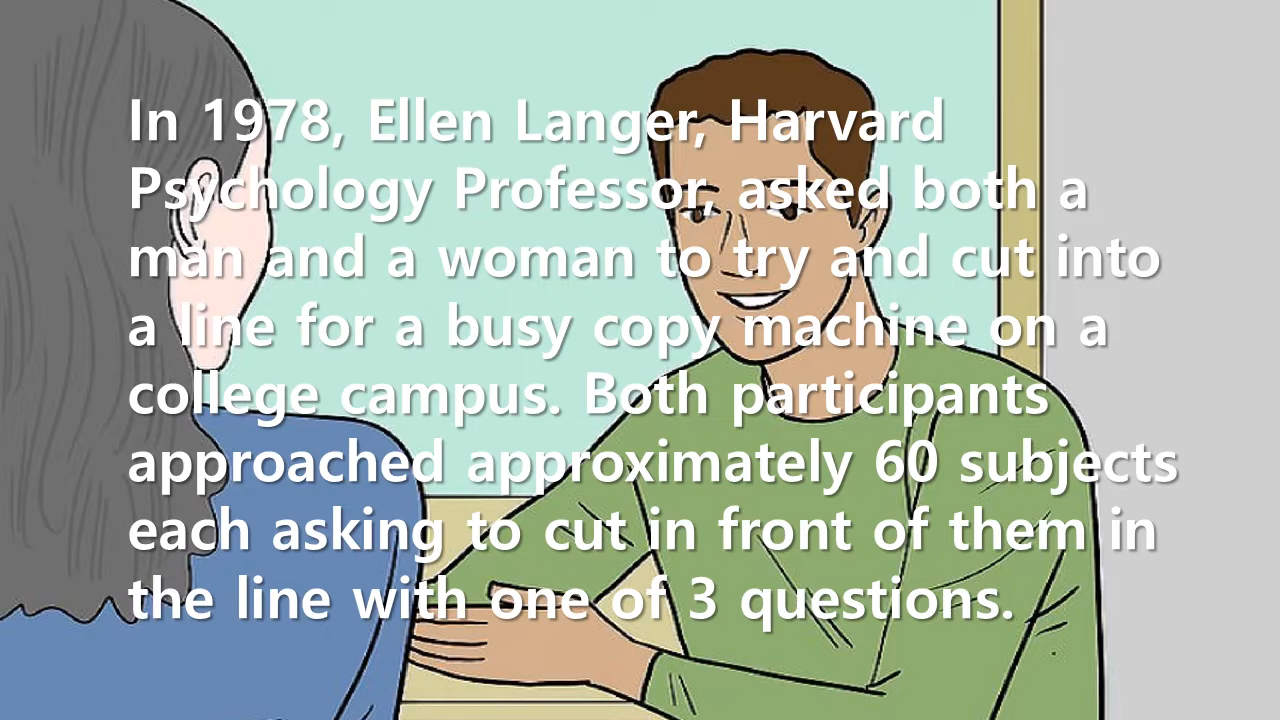 In 1978, Ellen Langer, Harvard
Psychology Professor, asked both a
man and a woman to try and cut into
a line for a busy copy machine on a
college campus. Both participants
approached approximately 60 subjects
each asking to cut in front of them in
the line with one of 3 questions.